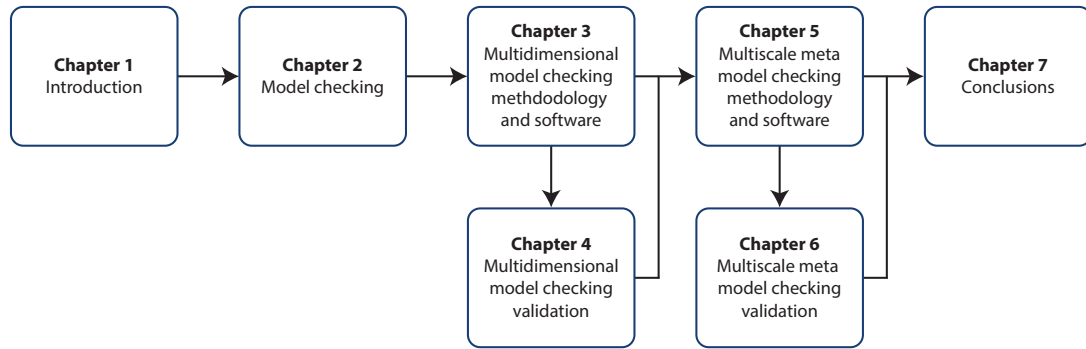 Chapter 1
Introduction
Chapter 2
Model checking
Chapter 3
Multidimensional
model checking
methdodology
and software
Chapter 4
Multidimensional
model checking
validation
Chapter 5
Multiscale meta
model checking
methodology
and software
Chapter 6
Multiscale meta
model checking
validation
Chapter 7
Conclusions